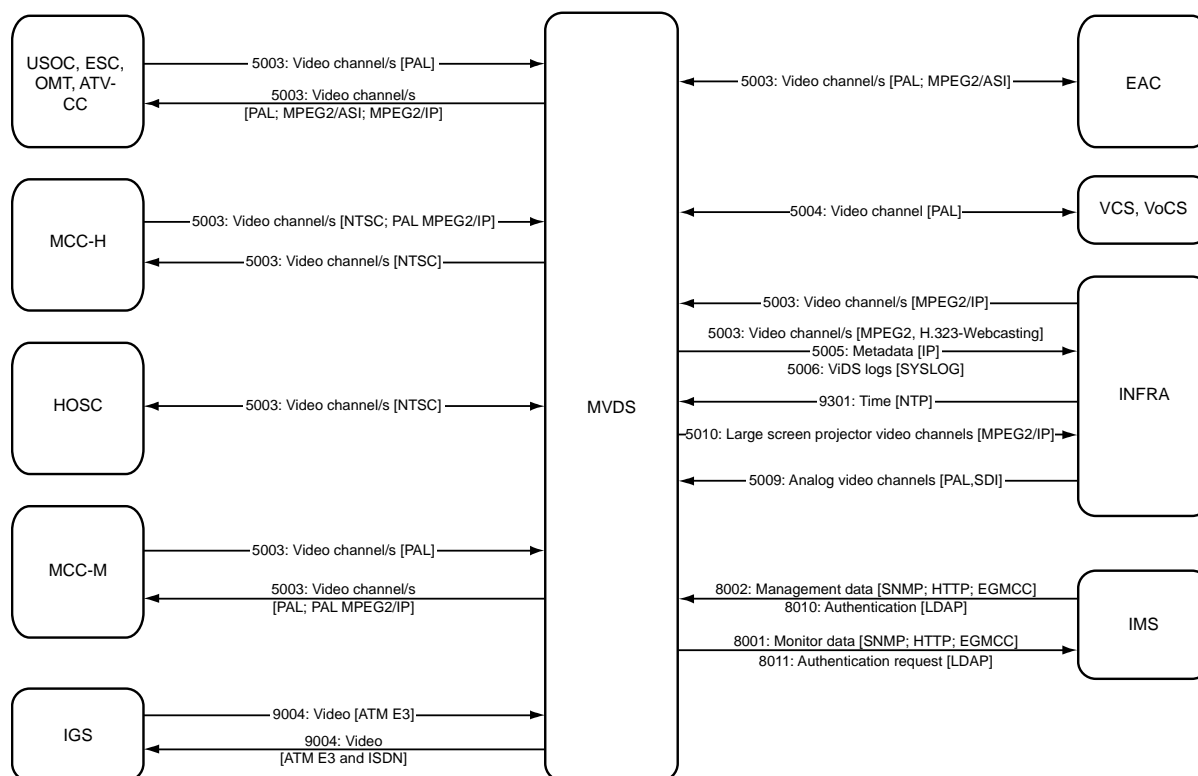 USOC, ESC,
OMT, ATV-
CC
5003: Video channel/s [PAL]
5003: Video channel/s
[PAL; MPEG2/ASI; MPEG2/IP]
MCC-H
5003: Video channel/s [NTSC; PAL MPEG2/IP]
5003: Video channel/s [NTSC]
HOSC
5003: Video channel/s [NTSC]
MCC-M
5003: Video channel/s [PAL]
5003: Video channel/s
[PAL; PAL MPEG2/IP]
IGS
9004: Video [ATM E3]
9004: Video
[ATM E3 and ISDN]
MVDS
5003: Video channel/s [PAL; MPEG2/ASI]
EAC
5004: Video channel [PAL]
VCS, VoCS
5003: Video channel/s [MPEG2/IP]
5003: Video channel/s [MPEG2, H.323-Webcasting]
5005: Metadata [IP]
5006: ViDS logs [SYSLOG]
9301: Time [NTP]
5010: Large screen projector video channels [MPEG2/IP]
5009: Analog video channels [PAL,SDI]
INFRA
8002: Management data [SNMP; HTTP; EGMCC]
8010: Authentication [LDAP]
8001: Monitor data [SNMP; HTTP; EGMCC]
8011: Authentication request [LDAP]
IMS